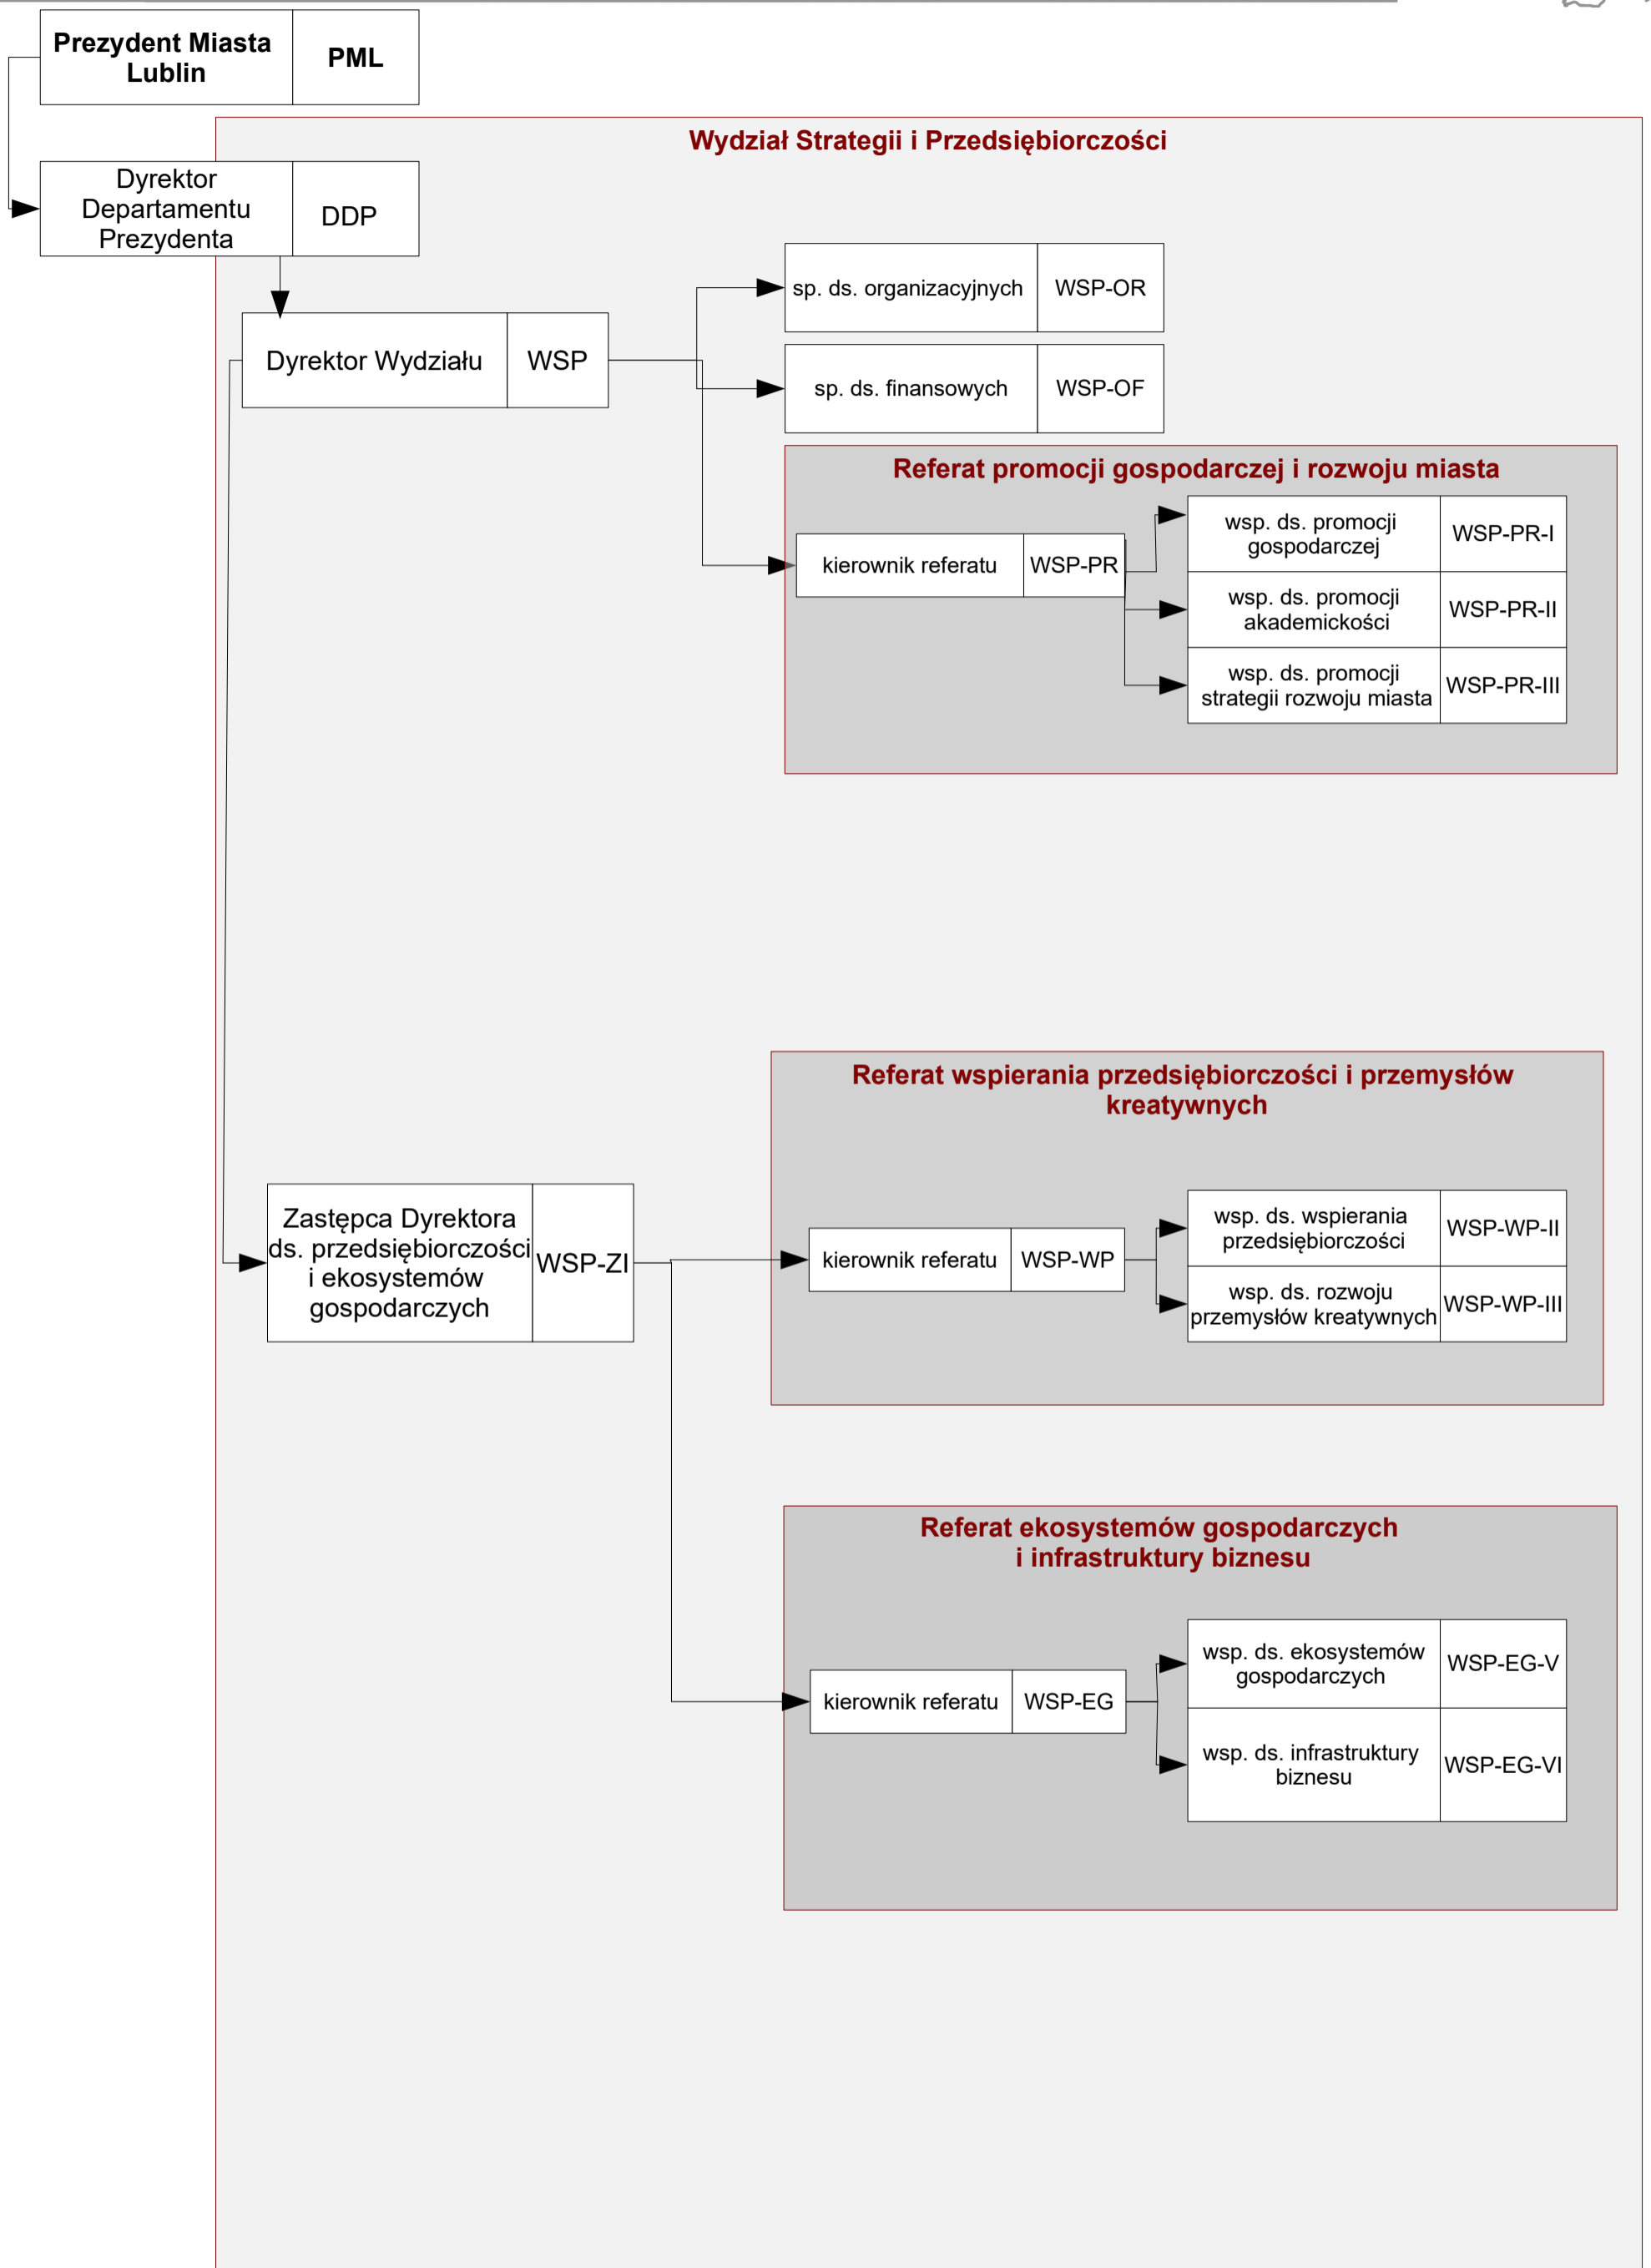 Prezydent Miasta
Lublin
PML
Wydział Strategii i Przedsiębiorczości
Dyrektor
Departamentu
Prezydenta
DDP
sp. ds. organizacyjnych
WSP-OR
Dyrektor Wydziału
WSP
sp. ds. finansowych
WSP-OF
Referat promocji gospodarczej i rozwoju miasta
kierownik referatu
WSP-PR
wsp. ds. promocji
gospodarczej
WSP-PR-I
wsp. ds. promocji
akademickości
WSP-PR-II
wsp. ds. promocji
strategii rozwoju miasta
WSP-PR-III
Referat wspierania przedsiębiorczości i przemysłów
kreatywnych
Zastępca Dyrektora
ds. przedsiębiorczości
i ekosystemów
gospodarczych
WSP-ZI
kierownik referatu
WSP-WP
wsp. ds. wspierania
przedsiębiorczości
WSP-WP-II
wsp. ds. rozwoju
przemysłów kreatywnych
WSP-WP-III
Referat ekosystemów gospodarczych
i infrastruktury biznesu
kierownik referatu
WSP-EG
wsp. ds. ekosystemów
gospodarczych
WSP-EG-V
wsp. ds. infrastruktury
biznesu
WSP-EG-VI